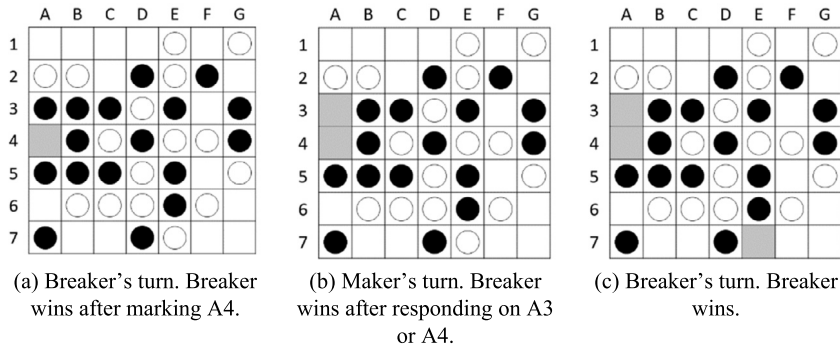 A B C D E F G
A B C D E F G
A B C D E F G
1
2
3
4
5
6
7
1
2
3
4
5
6
7
1
2
3
4
5
6
7
(a) Breaker's turn. Breaker
wins after marking A4.
(b) Maker's turn. Breaker
wins after responding on A3
or A4.
(c) Breaker's turn. Breaker
wins.